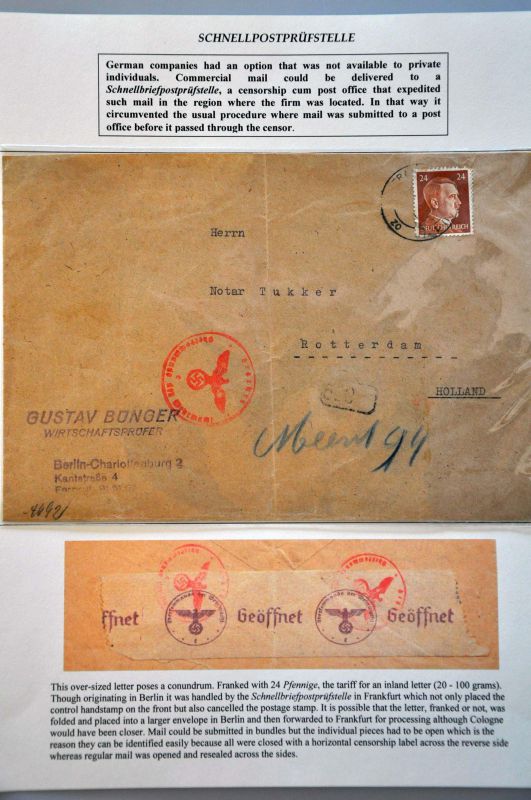 SCHNELLPOSTPRÜFSTELLE
German companies had an option that was not available to private
individuals. Commercial mail could be delivered to a
Schnellbriefpostprüfstelle, a censorship cum post office that expedited
such mail in the region where the firm was located. In that way it
circumvented the usual procedure where mail was submitted to a post
office before it passed through the censor.
24 24
Herrn
Notar Tukker
Rotterdam
HOLLAND
GUSTAV BÜNGER
WIRTSCHAFTSPRÜFER
Berlin-Charlottenburg 2
Kantstraße 4
Meent 94
ffnet Geöffnet Geöffnet
This over-sized letter poses a conundrum. Franked with 24 Pfennige, the tariff for an inland letter (20 - 100 grams).
Though originating in Berlin it was handled by the Schnellbriefpostprüfstelle in Frankfurt which not only placed the
control handstamp on the front but also cancelled the postage stamp. It is possible that the letter, franked or not, was
folded and placed into a larger envelope in Berlin and then forwarded to Frankfurt for processing although Cologne
would have been closer. Mail could be submitted in bundles but the individual pieces had to be open which is the
reason they can be identified easily because all were closed with a horizontal censorship label across the reverse side
whereas regular mail was opened and resealed across the sides.